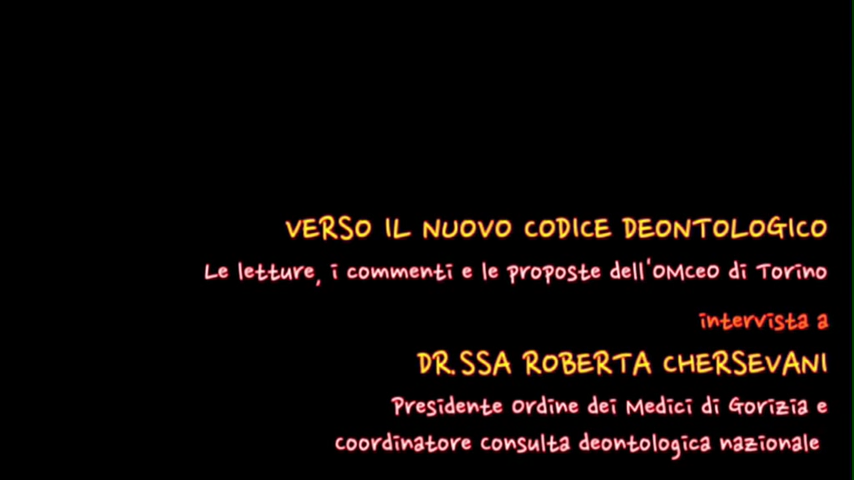 VERSO IL NUOVO CODICE DEONTOLOGICO
Le letture, i commenti e le proposte dell'OMceO di Torino
intervista a
DR.SSA ROBERTA CHERSEVANI
Presidente Ordine dei Medici di Gorizia e
coordinatore consulta deontologica nazionale